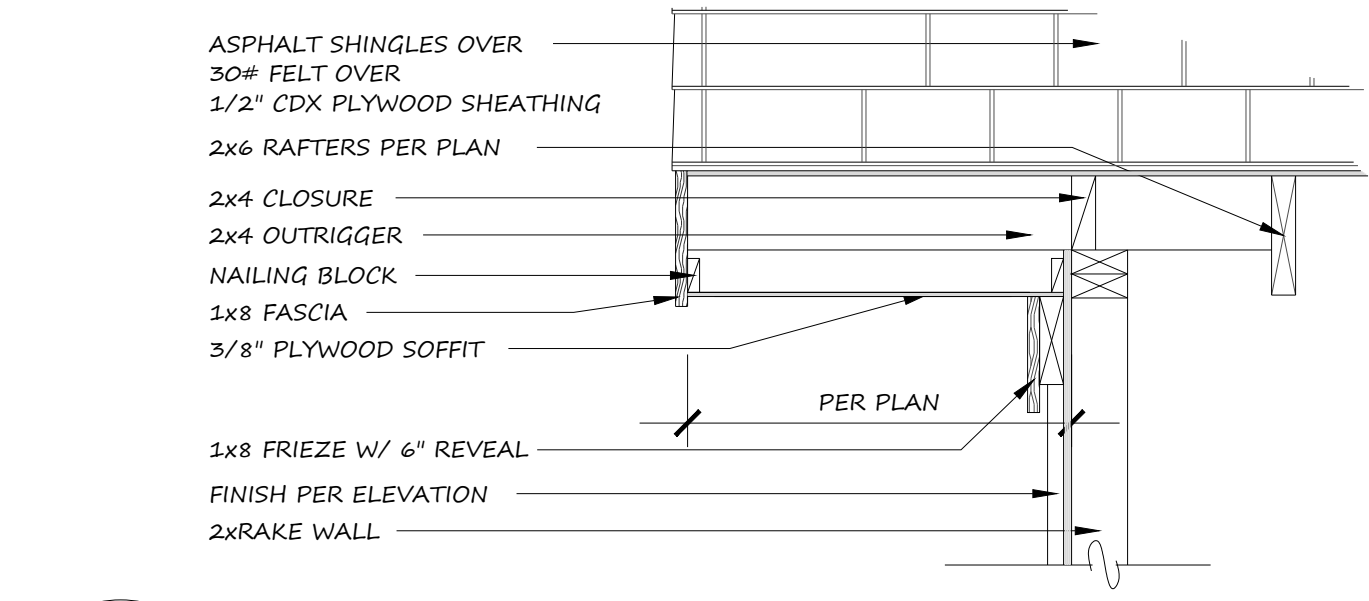 ASPHALT SHINGLES OVER
30# FELT OVER
1/2" CDX PLYWOOD SHEATHING
2x6 RAFTERS PER PLAN
2x4 CLOSURE
2x4 OUTRIGGER
NAILING BLOCK
1x8 FASCIA
3/8" PLYWOOD SOFFIT
PER PLAN
1x8 FRIEZE W/ 6" REVEAL
FINISH PER ELEVATION
2xRAKE WALL